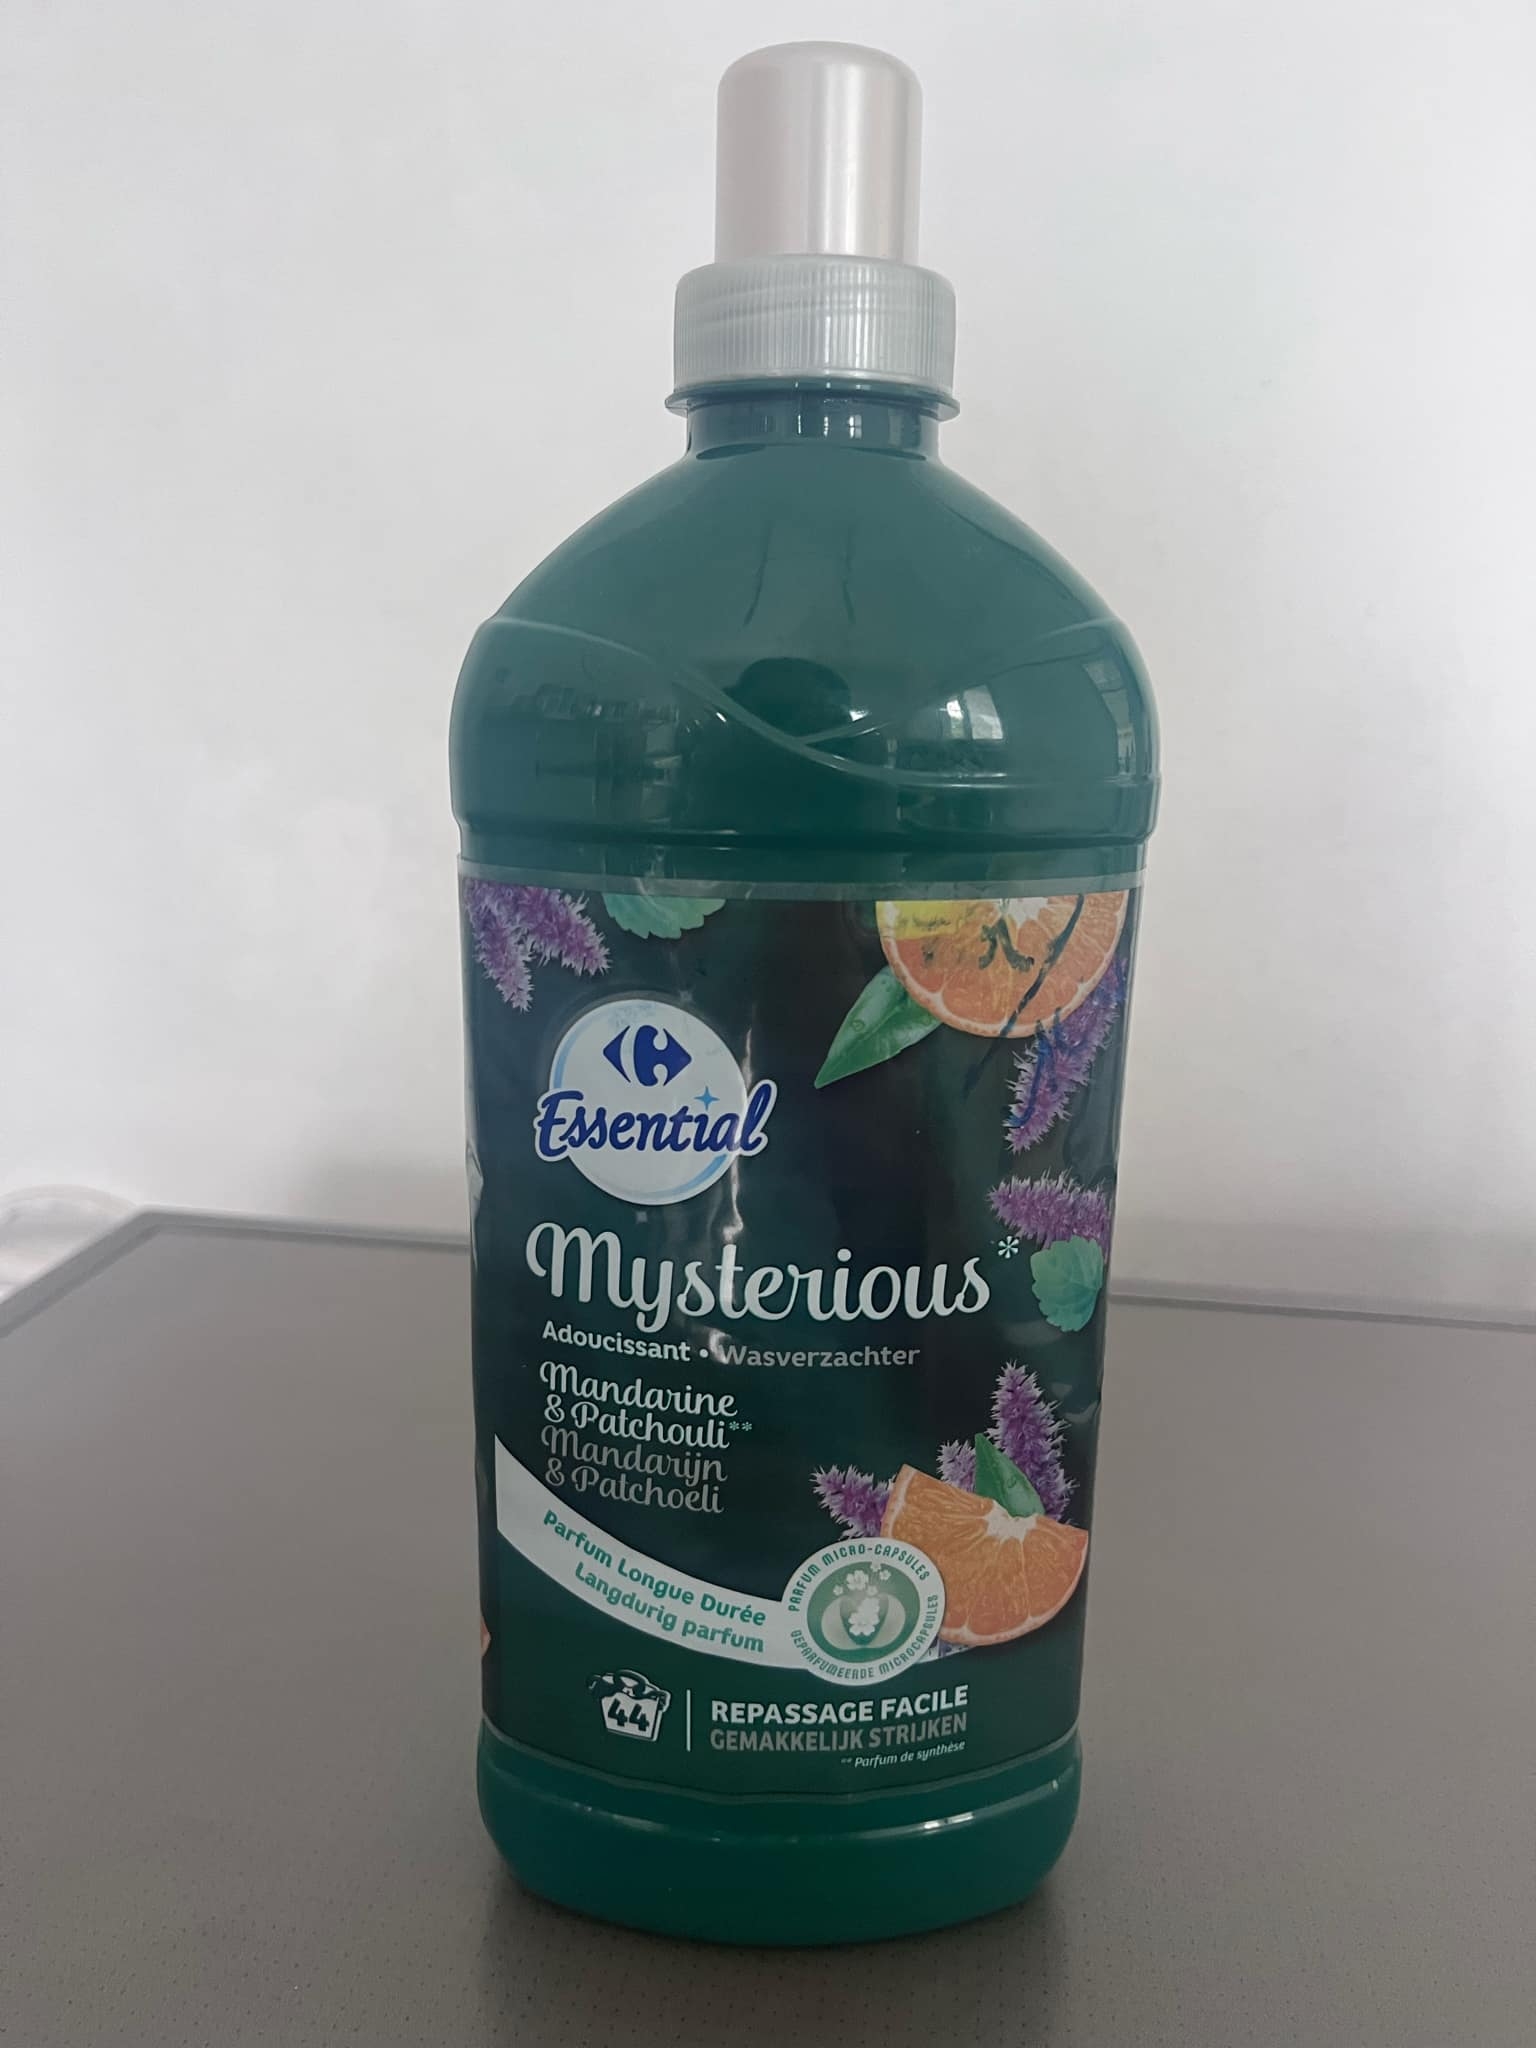 Essential
Mysterious*
Adoucissant • Wasverzachter
Mandarine
& Patchouli**
Mandarijn
& Patchoeli
Parfum Longue Durée
Langdurig parfum
PARFUM MICRO-CAPSULES
GEPARFUMEERDE MICROCAPSULES
44
REPASSAGE FACILE
GEMAKKELIJK STRIJKEN
** Parfum de synthèse